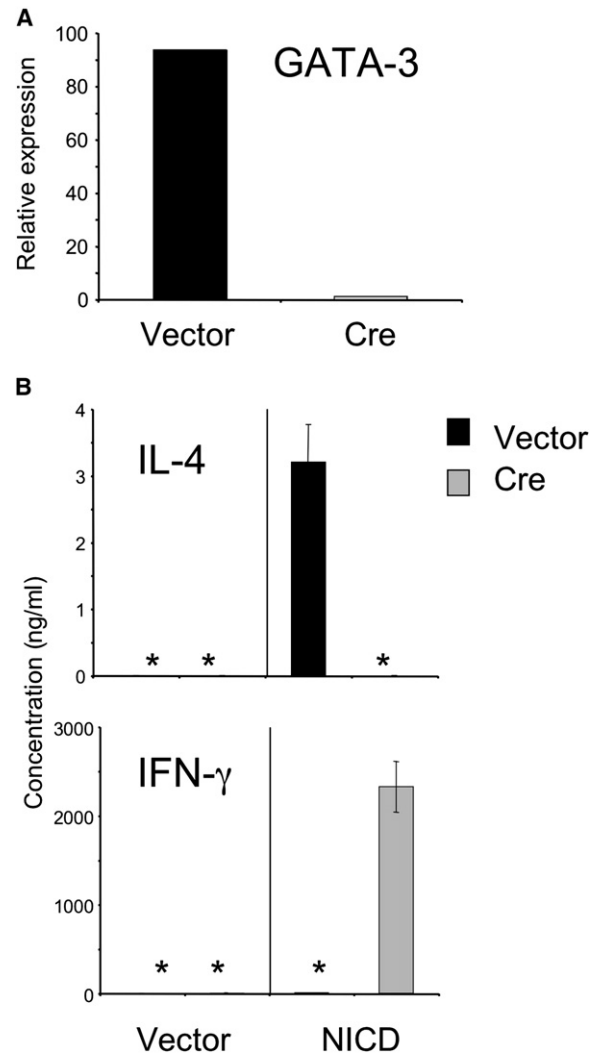 A
GATA-3
Relative expression
100
80
60
40
20
0
Vector Cre
B
IL-4
Concentration (ng/ml)
4
3
2
1
0
* * *
Vector
Cre
IFN-γ
3000
2000
1000
0
* * *
Vector NICD